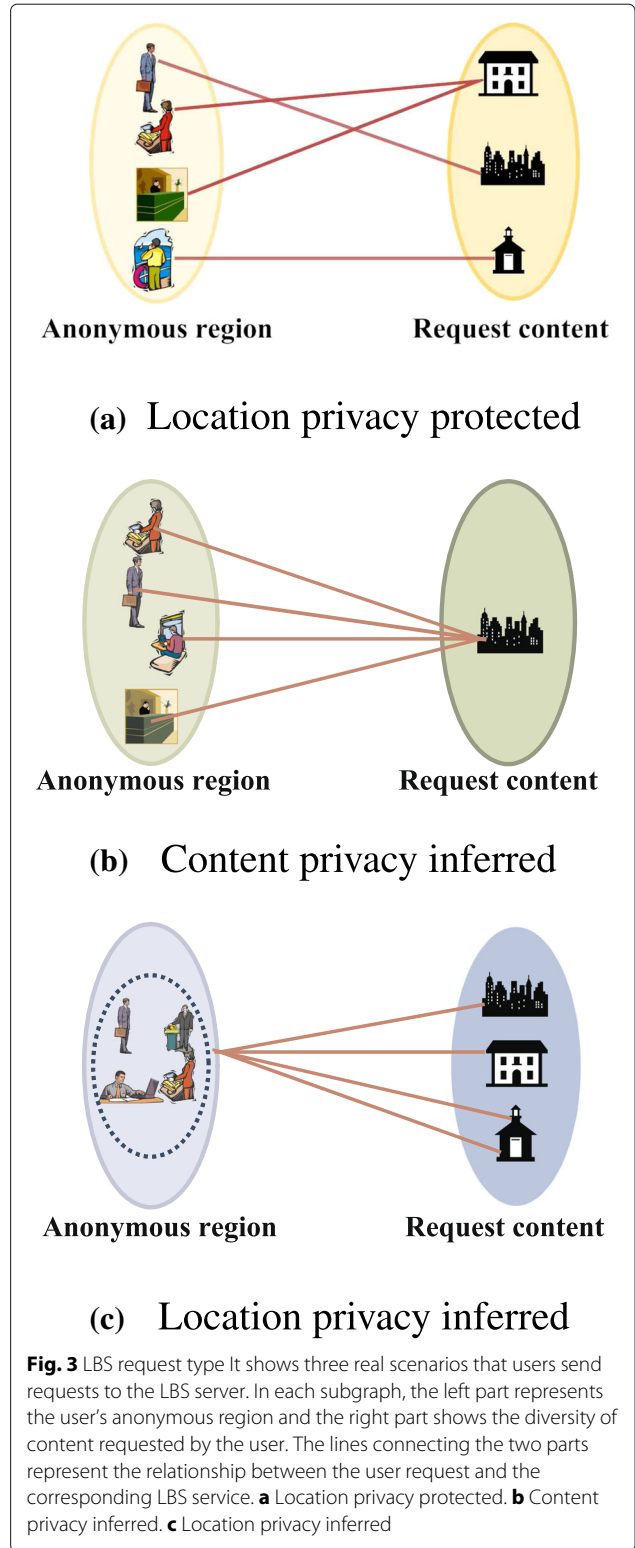 Anonymous region Request content
(a) Location privacy protected
Anonymous region Request content
(b) Content privacy inferred
Anonymous region Request content
(c) Location privacy inferred
Fig. 3 LBS request type It shows three real scenarios that users send
requests to the LBS server. In each subgraph, the left part represents
the user's anonymous region and the right part shows the diversity of
content requested by the user. The lines connecting the two parts
represent the relationship between the user request and the
corresponding LBS service. a Location privacy protected. b Content
privacy inferred. c Location privacy inferred